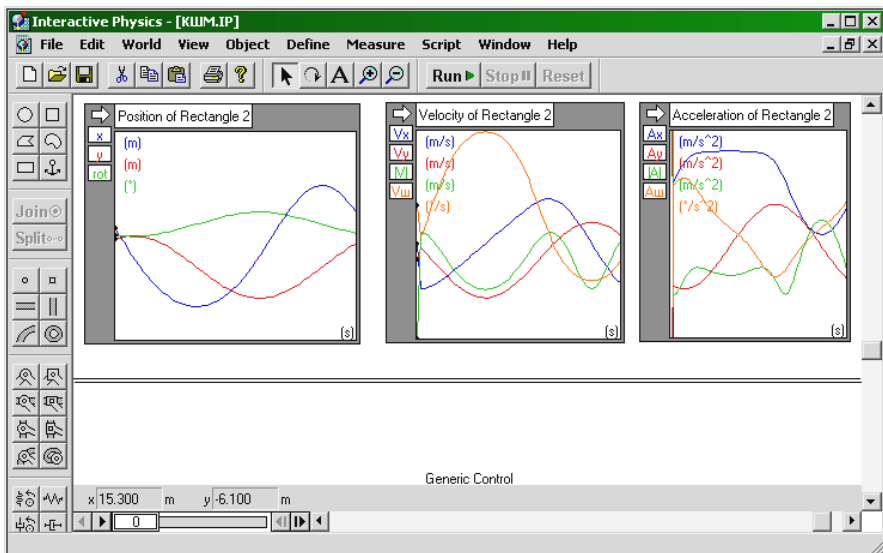 Interactive Physics - [КШМ.IP]
File Edit World View Object Define Measure Script Window Help
A Run Stop Reset
Join
Split
Position of Rectangle 2
x (m)
y (m)
rot (°)
(s)
Velocity of Rectangle 2
Vx (m/s)
Vy (m/s)
|V| (m/s)
Vш (°/s)
(s)
Acceleration of Rectangle 2
Ax (m/s^2)
Ay (m/s^2)
|A| (m/s^2)
Aш (°/s^2)
(s)
Generic Control
x 15.300 m y -6.100 m
0